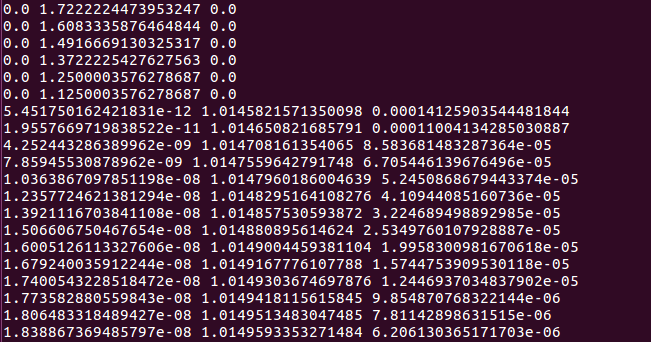 0.0 1.7222224473953247 0.0
0.0 1.6083335876464844 0.0
0.0 1.4916669130325317 0.0
0.0 1.3722225427627563 0.0
0.0 1.2500003576278687 0.0
0.0 1.1250003576278687 0.0
5.451750162421831e-12 1.0145821571350098 0.00014125903544481844
1.9557669719838522e-11 1.014650821685791 0.00011004134285030887
4.252443286389962e-09 1.014708161354065 8.583681483287364e-05
7.85945530878962e-09 1.0147559642791748 6.705446139676496e-05
1.0363867097851198e-08 1.0147960186004639 5.2450868679443374e-05
1.2357724621381294e-08 1.0148295164108276 4.10944085160736e-05
1.3921116703841108e-08 1.014857530593872 3.224689498892985e-05
1.506606750467654e-08 1.014880895614624 2.5349760107928887e-05
1.6005126113327606e-08 1.0149004459381104 1.9958300981670618e-05
1.679240035912244e-08 1.0149167776107788 1.5744753909530118e-05
1.7400543228518472e-08 1.0149303674697876 1.2446937034837902e-05
1.773582880559843e-08 1.0149418115615845 9.854870768322144e-06
1.806483318489427e-08 1.0149513483047485 7.81142898631515e-06
1.838867369485797e-08 1.0149593353271484 6.206130365171703e-06